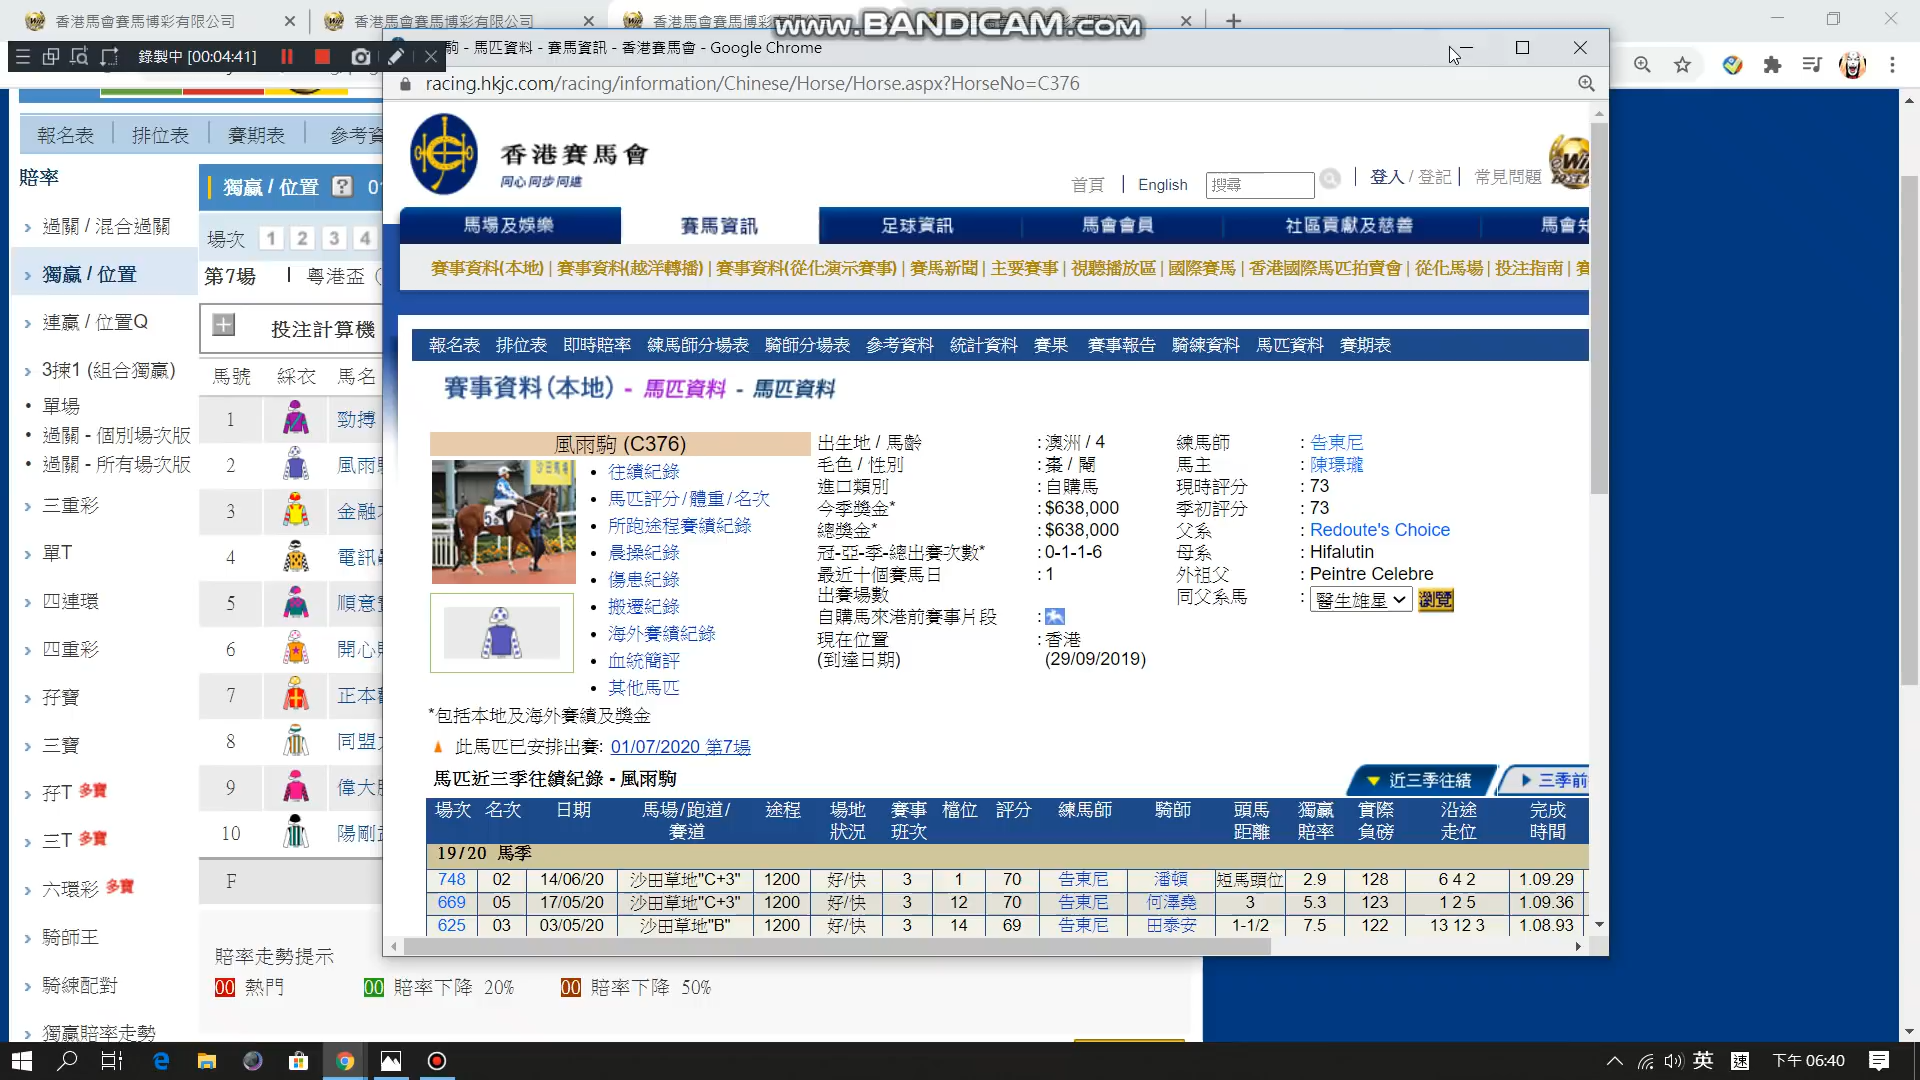 香港馬會賽馬博彩有限公司
香港馬會賽馬博彩有限公司
香港馬會賽馬博彩有限公司
www.BANDICAM.com
錄製中 [00:04:41]
駒 - 馬匹資料 - 賽馬資訊 - 香港賽馬會 - Google Chrome
racing.hkjc.com/racing/information/Chinese/Horse/Horse.aspx?HorseNo=C376
報名表 排位表 賽期表 參考資
賠率
過關 / 混合過關
獨贏 / 位置
連贏 / 位置Q
3揀1 (組合獨贏)
單場
過關 - 個別場次版
過關 - 所有場次版
三重彩
單T
四連環
四重彩
孖寶
三寶
孖T 多寶
三T 多寶
六環彩 多寶
騎師王
騎練配對
獨贏賠率走勢
獨贏 / 位置 ? 01
場次 1 2 3 4
第7場 | 粵港盃 (
投注計算機
馬號 綵衣 馬名
1 勁搏
2 風雨
3 金融
4 電訊
5 順意
6 開心
7 正本
8 同盟
9 偉大
10 陽剛
F
賠率走勢提示
00 熱門 00 賠率下降 20% 00 賠率下降 50%
香港賽馬會
同心同步同進
首頁 | English 搜尋 | 登入 / 登記 | 常見問題
馬場及娛樂 賽馬資訊 足球資訊 馬會會員 社區貢獻及慈善 馬會知
賽事資料(本地) | 賽事資料(越洋轉播) | 賽事資料(從化演示賽事) | 賽馬新聞 | 主要賽事 | 視聽播放區 | 國際賽馬 | 香港國際馬匹拍賣會 | 從化馬場 | 投注指南 | 賽
報名表 排位表 即時賠率 練馬師分場表 騎師分場表 參考資料 統計資料 賽果 賽事報告 騎練資料 馬匹資料 賽期表
賽事資料(本地) - 馬匹資料 - 馬匹資料
風雨駒 (C376)
往績紀錄
馬匹評分/體重/名次
所跑途程賽績紀錄
晨操紀錄
傷患紀錄
搬遷紀錄
海外賽績紀錄
血統簡評
其他馬匹
出生地 / 馬齡 : 澳洲 / 4
毛色 / 性別 : 棗 / 閹
進口類別 : 自購馬
今季獎金* : $638,000
總獎金* : $638,000
冠-亞-季-總出賽次數* : 0-1-1-6
最近十個賽馬日 : 1
出賽場數
自購馬來港前賽事片段 :
現在位置 : 香港
(到達日期) (29/09/2019)
練馬師 : 告東尼
馬主 : 陳璟瓏
現時評分 : 73
季初評分 : 73
父系 : Redoute's Choice
母系 : Hifalutin
外祖父 : Peintre Celebre
同父系馬 : 醫生雄星 瀏覽
*包括本地及海外賽績及獎金
此馬匹已安排出賽: 01/07/2020 第7場
馬匹近三季往績紀錄 - 風雨駒
近三季往績 三季前
場次 名次 日期 馬場/跑道/賽道 途程 場地狀況 賽事班次 檔位 評分 練馬師 騎師 頭馬距離 獨贏賠率 實際負磅 沿途走位 完成時間
19/20 馬季
748 02 14/06/20 沙田草地"C+3" 1200 好/快 3 1 70 告東尼 潘頓 短馬頭位 2.9 128 6 4 2 1.09.29
669 05 17/05/20 沙田草地"C+3" 1200 好/快 3 12 70 告東尼 何澤堯 3 5.3 123 1 2 5 1.09.36
625 03 03/05/20 沙田草地"B" 1200 好/快 3 14 69 告東尼 田泰安 1-1/2 7.5 122 13 12 3 1.08.93
英 速 下午 06:40